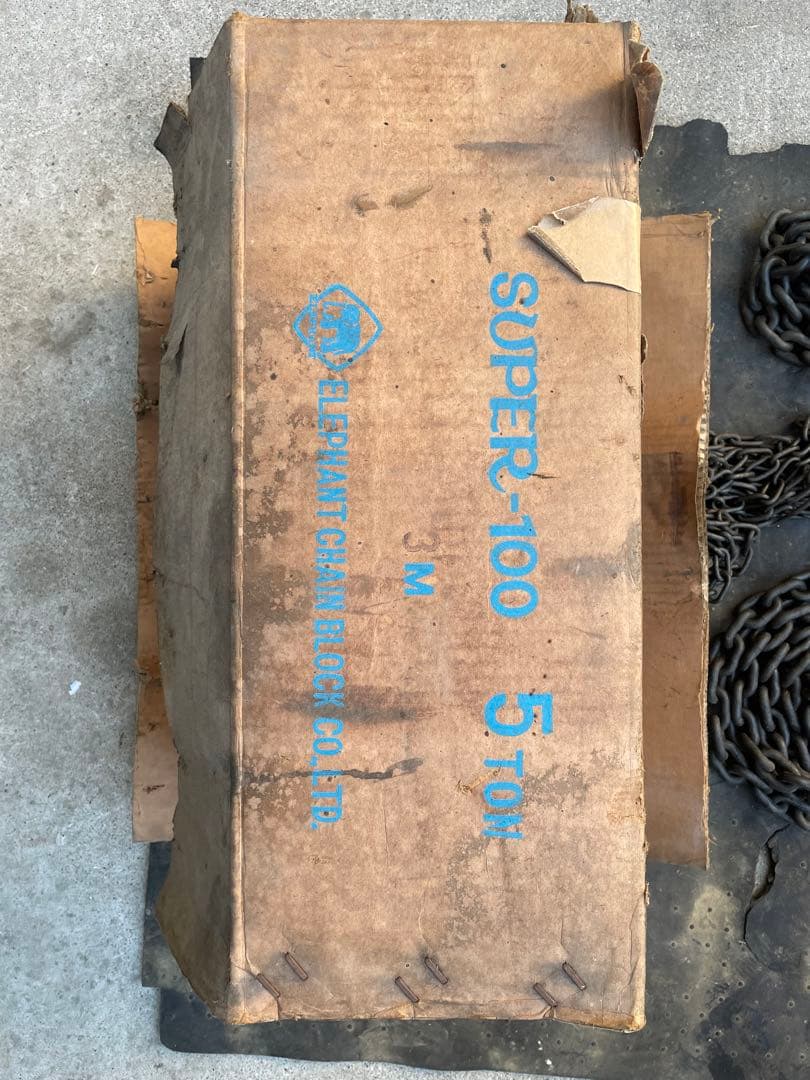 SUPER-100 5 TON
3 M
ELEPHANT CHAIN BLOCK CO., LTD.